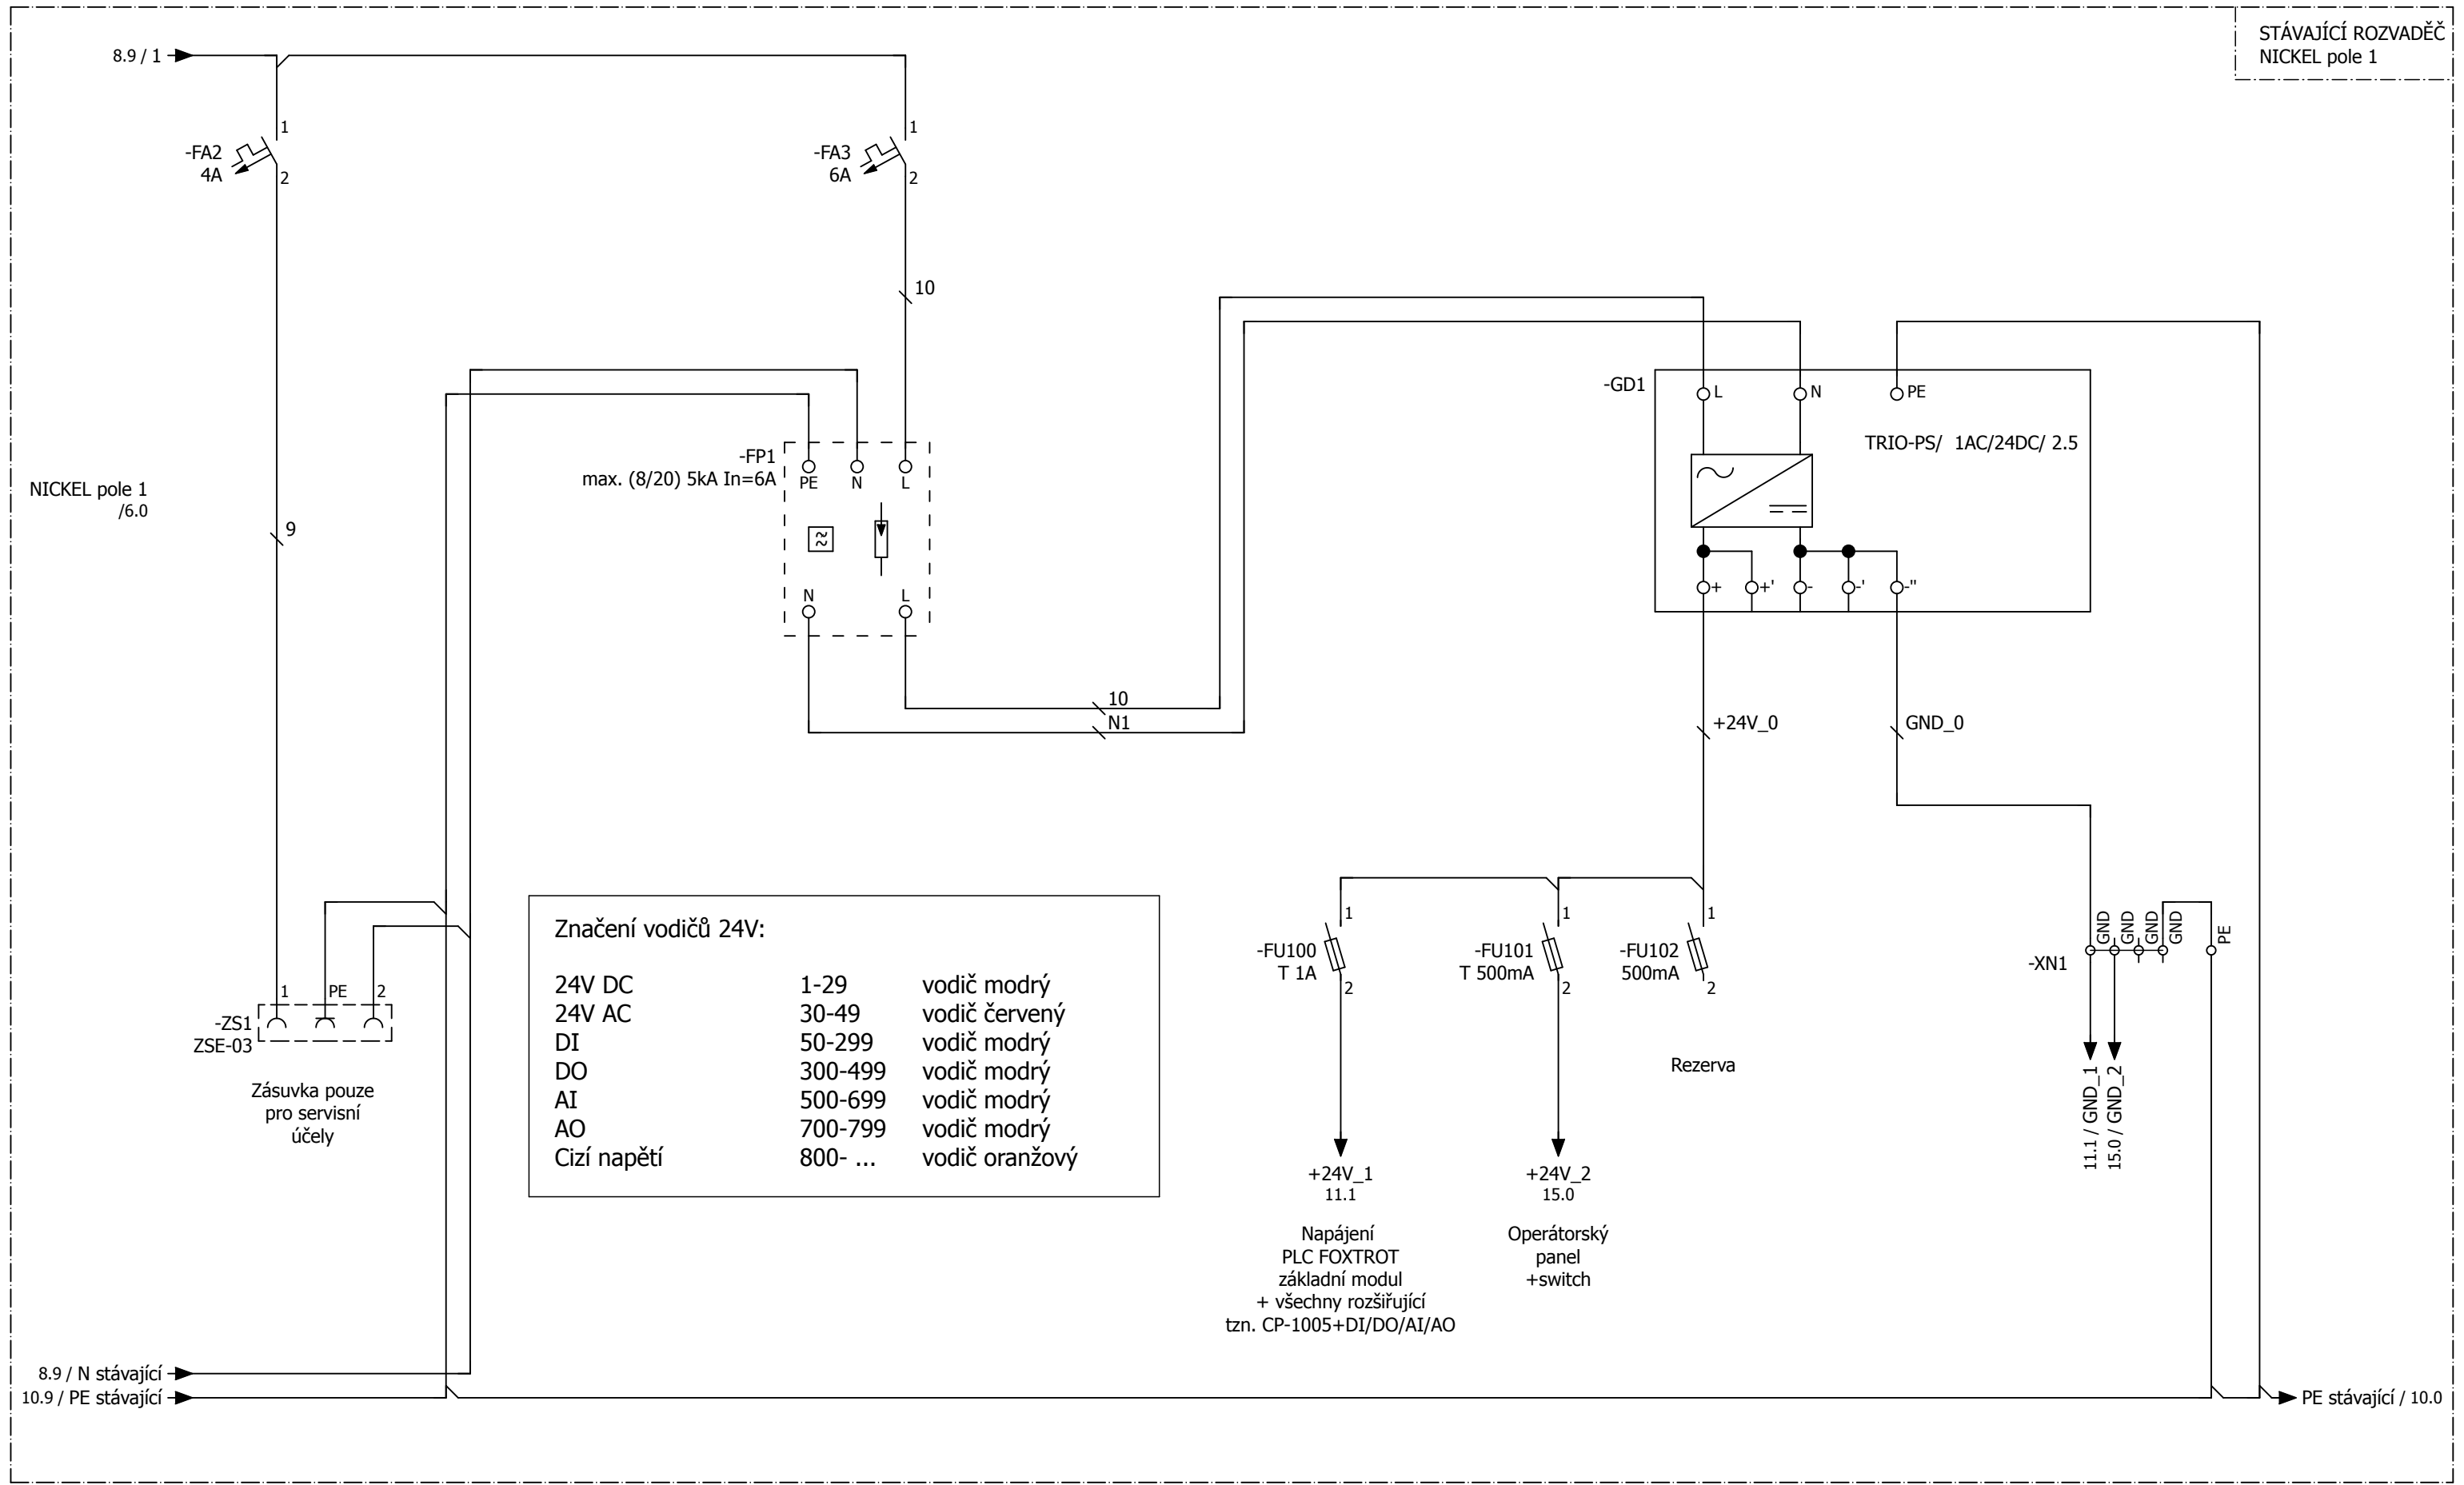 STÁVAJÍCÍ ROZVADĚČ
NICKEL pole 1
8.9 / 1
1
-FA2
4A
2
1
-FA3
6A
2
10
-GD1
L
N
PE
TRIO-PS/ 1AC/24DC/ 2.5
-FP1
max. (8/20) 5kA In=6A
PE
N
L
NICKEL pole 1
/6.0
9
≈
N
L
+
+'
-
-'
-"
10
N1
+24V_0
GND_0
Značení vodičů 24V:
24V DC 1-29 vodič modrý
24V AC 30-49 vodič červený
DI 50-299 vodič modrý
DO 300-499 vodič modrý
AI 500-699 vodič modrý
AO 700-799 vodič modrý
Cizí napětí 800- ... vodič oranžový
1
-FU100
T 1A
2
1
-FU101
T 500mA
2
1
-FU102
500mA
2
GND
GND
GND
GND
PE
-XN1
1
PE
2
-ZS1
ZSE-03
Zásuvka pouze
pro servisní
účely
Rezerva
11.1 / GND_1
15.0 / GND_2
+24V_1
11.1
+24V_2
15.0
Napájení
PLC FOXTROT
základní modul
+ všechny rozšiřující
tzn. CP-1005+DI/DO/AI/AO
Operátorský
panel
+switch
8.9 / N stávající
10.9 / PE stávající
PE stávající / 10.0